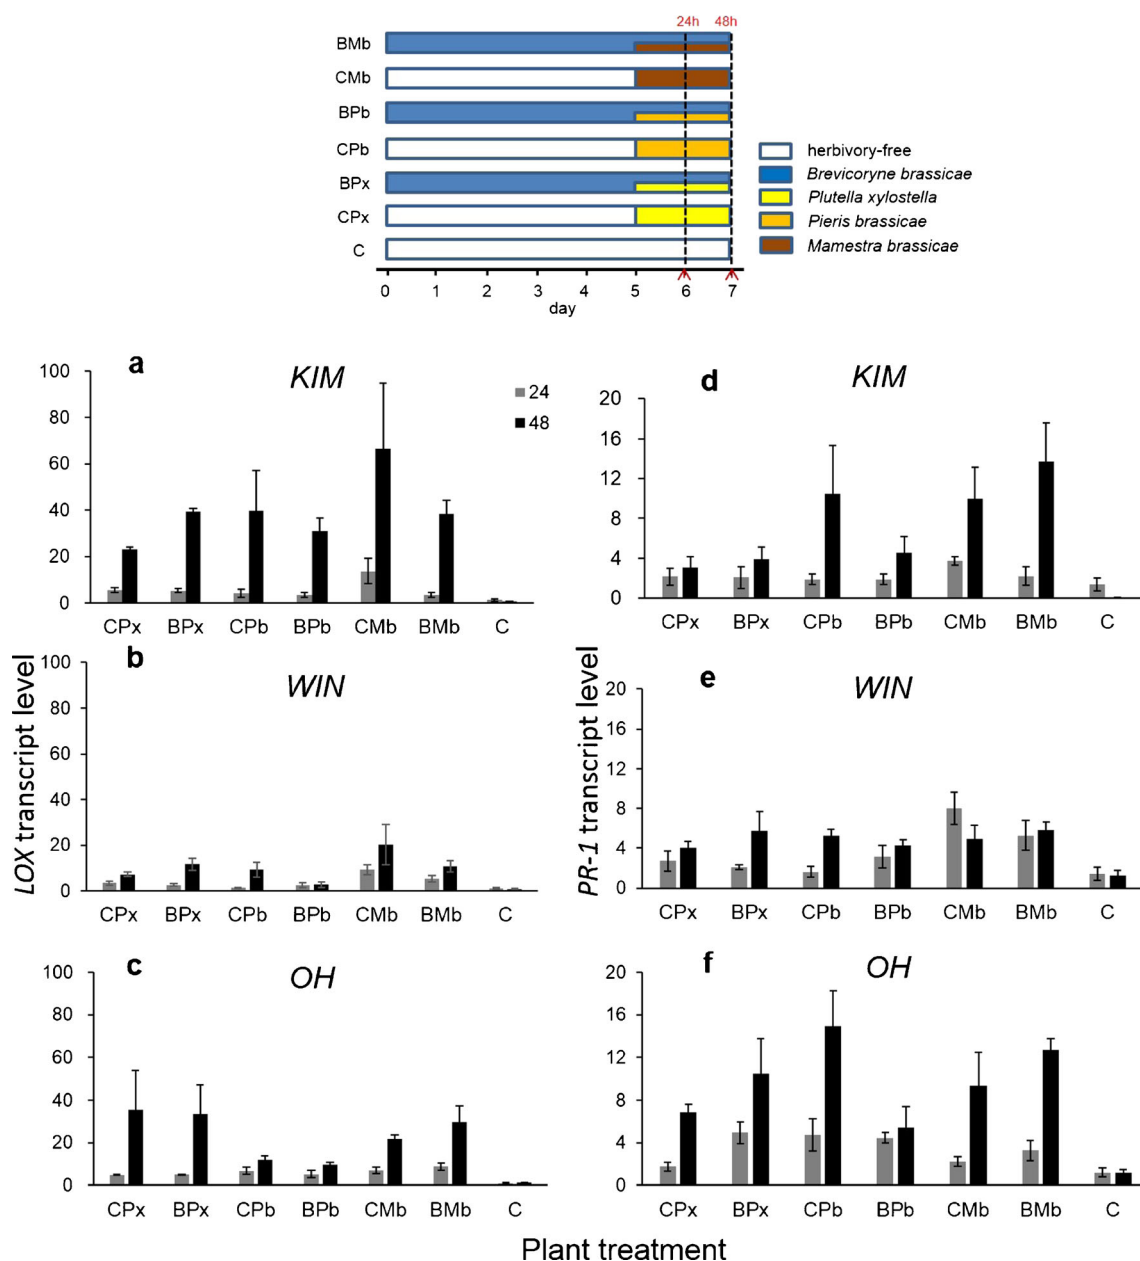 24h 48h
BMb
CMb
BPb
CPb
BPx
CPx
C
herbivory-free
Brevicoryne brassicae
Plutella xylostella
Pieris brassicae
Mamestra brassicae
0 1 2 3 4 5 6 7
day
a KIM
24
48
100
80
60
40
20
0
CPx BPx CPb BPb CMb BMb C
d KIM
20
16
12
8
4
0
CPx BPx CPb BPb CMb BMb C
LOX transcript level
b WIN
100
80
60
40
20
0
CPx BPx CPb BPb CMb BMb C
PR-1 transcript level
e WIN
20
16
12
8
4
0
CPx BPx CPb BPb CMb BMb C
c OH
100
80
60
40
20
0
CPx BPx CPb BPb CMb BMb C
f OH
20
16
12
8
4
0
CPx BPx CPb BPb CMb BMb C
Plant treatment